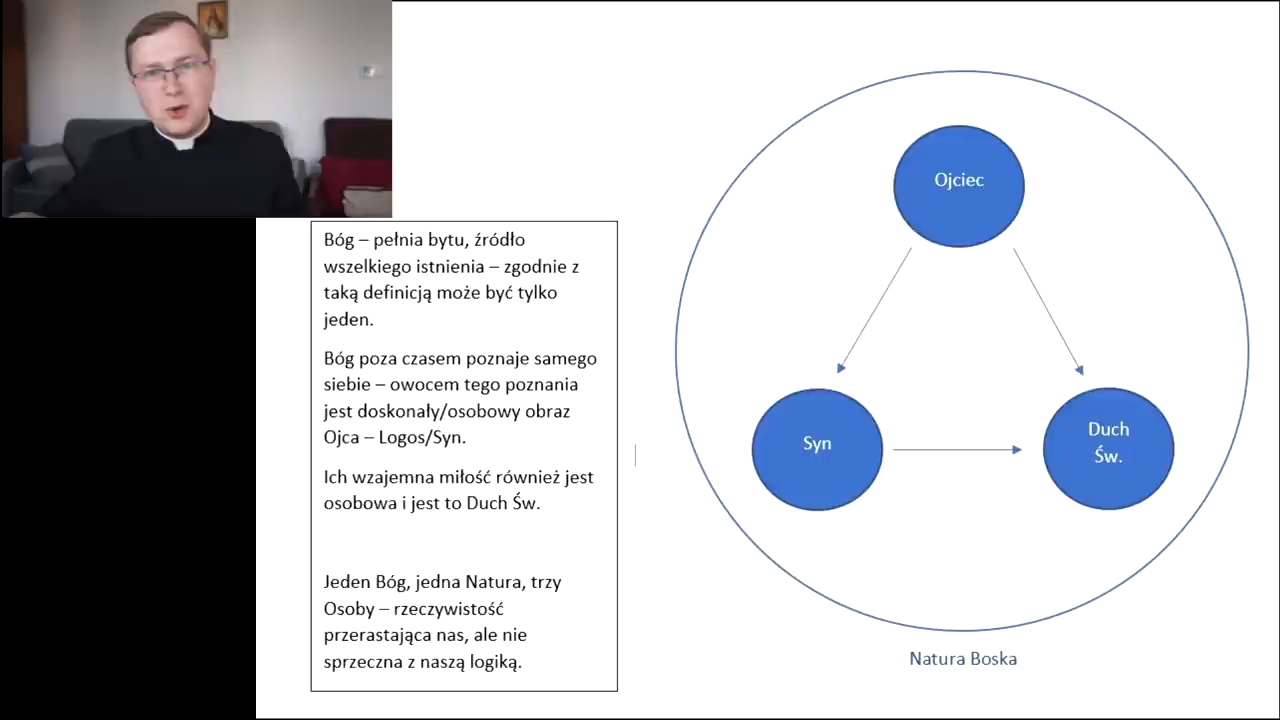 Bóg – pełnia bytu, źródło
wszelkiego istnienia – zgodnie z
taką definicją może być tylko
jeden.
Bóg poza czasem poznaje samego
siebie – owocem tego poznania
jest doskonały/osobowy obraz
Ojca – Logos/Syn.
Ich wzajemna miłość również jest
osobowa i jest to Duch Św.
Jeden Bóg, jedna Natura, trzy
Osoby – rzeczywistość
przerastająca nas, ale nie
sprzeczna z naszą logiką.
Ojciec
Syn
Duch
Św.
Natura Boska